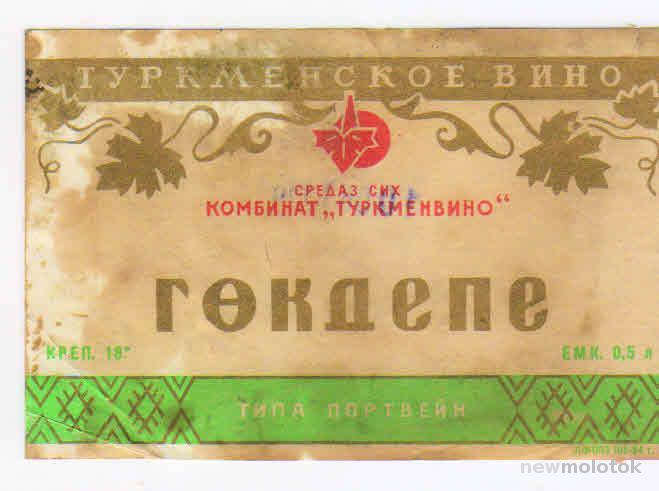 ТУРКМЕНСКОЕ ВИНО
СРЕДАЗ СНХ
КОМБИНАТ „ТУРКМЕНВИНО“
ГӨКДЕПЕ
КРЕП. 18°
ЕМК. 0,5 л
ТИПА ПОРТВЕЙН
newmolotok